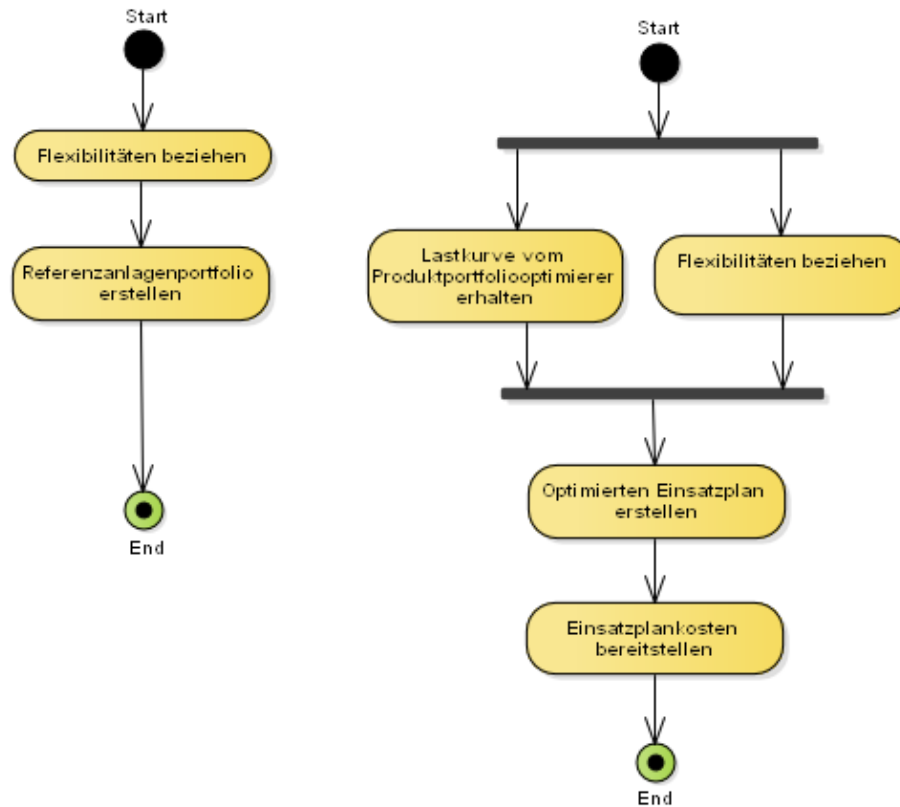 Start
Flexibilitäten beziehen
Referenzanlagenportfolio
erstellen
End
Start
Lastkurve vom
Produktportfoliooptimierer
erhalten
Flexibilitäten beziehen
Optimierten Einsatzplan
erstellen
Einsatzplankosten
bereitstellen
End